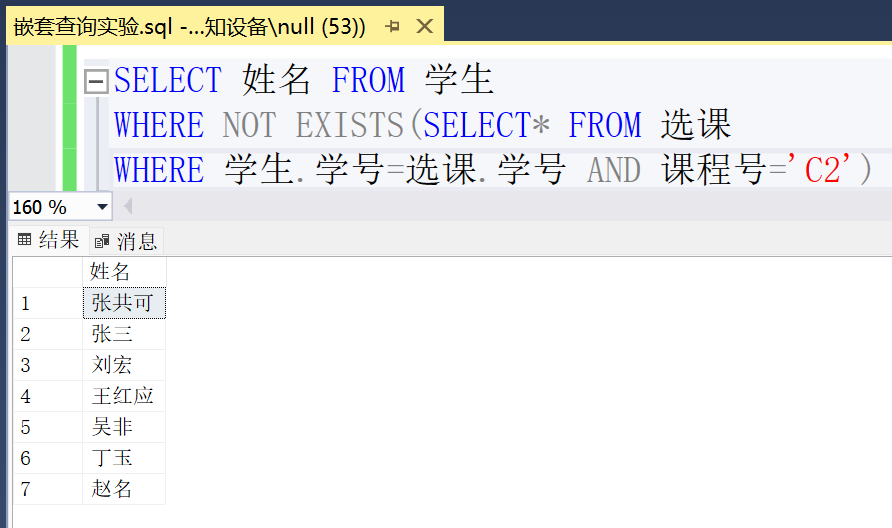 嵌套查询实验.sql -...知设备\null (53))
SELECT 姓名 FROM 学生
WHERE NOT EXISTS(SELECT* FROM 选课
WHERE 学生.学号=选课.学号 AND 课程号='C2')
160 %
结果 消息
姓名
1 张共可
2 张三
3 刘宏
4 王红应
5 吴非
6 丁玉
7 赵名